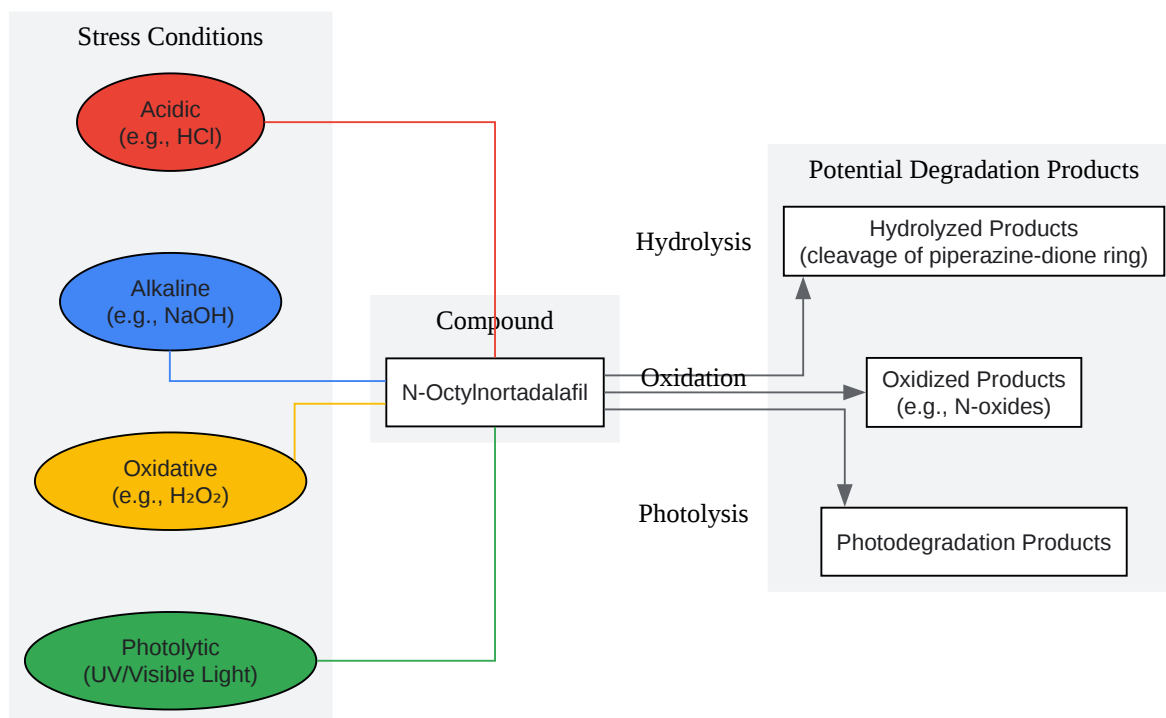 Stress Conditions
Acidic
(e.g., HCl)
Alkaline
(e.g., NaOH)
Oxidative
(e.g., H₂O₂)
Photolytic
(UV/Visible Light)
Compound
N-Octylnortadalafil
Hydrolysis
Oxidation
Photolysis
Potential Degradation Products
Hydrolyzed Products
(cleavage of piperazine-dione ring)
Oxidized Products
(e.g., N-oxides)
Photodegradation Products